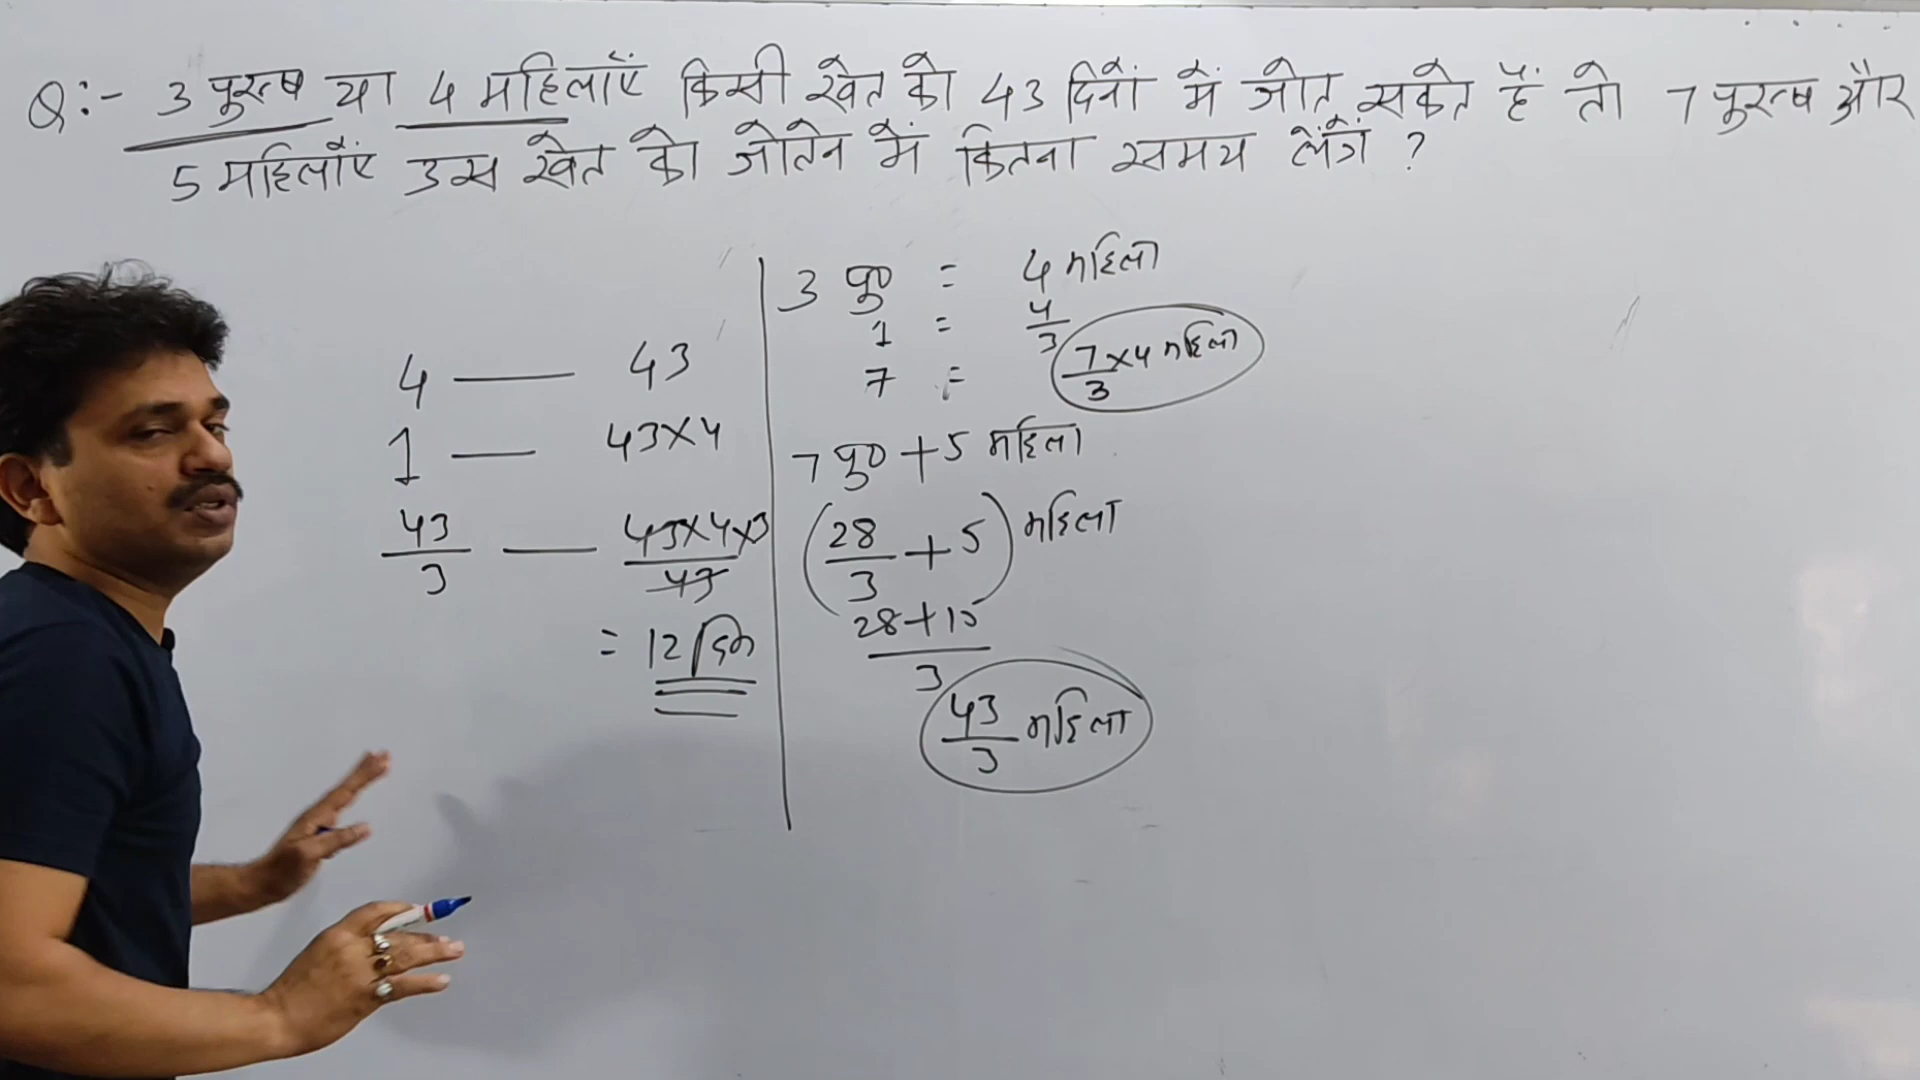 Q:- 3 पुरुष या 4 महिलाएँ किसी खेत को 43 दिनों में जोत सकते हैं तो 7 पुरुष और
5 महिलाएँ उस खेत को जोतने में कितना समय लेंगे ?
4 — 43
1 — 43×4
43/3 — 43×4×3/43
= 12 दिन
3 पु० = 4 महिला
1 = 4/3
7 = 7/3×4 महिला
7 पु० + 5 महिला
(28/3 + 5) महिला
28+15/3
43/3 महिला